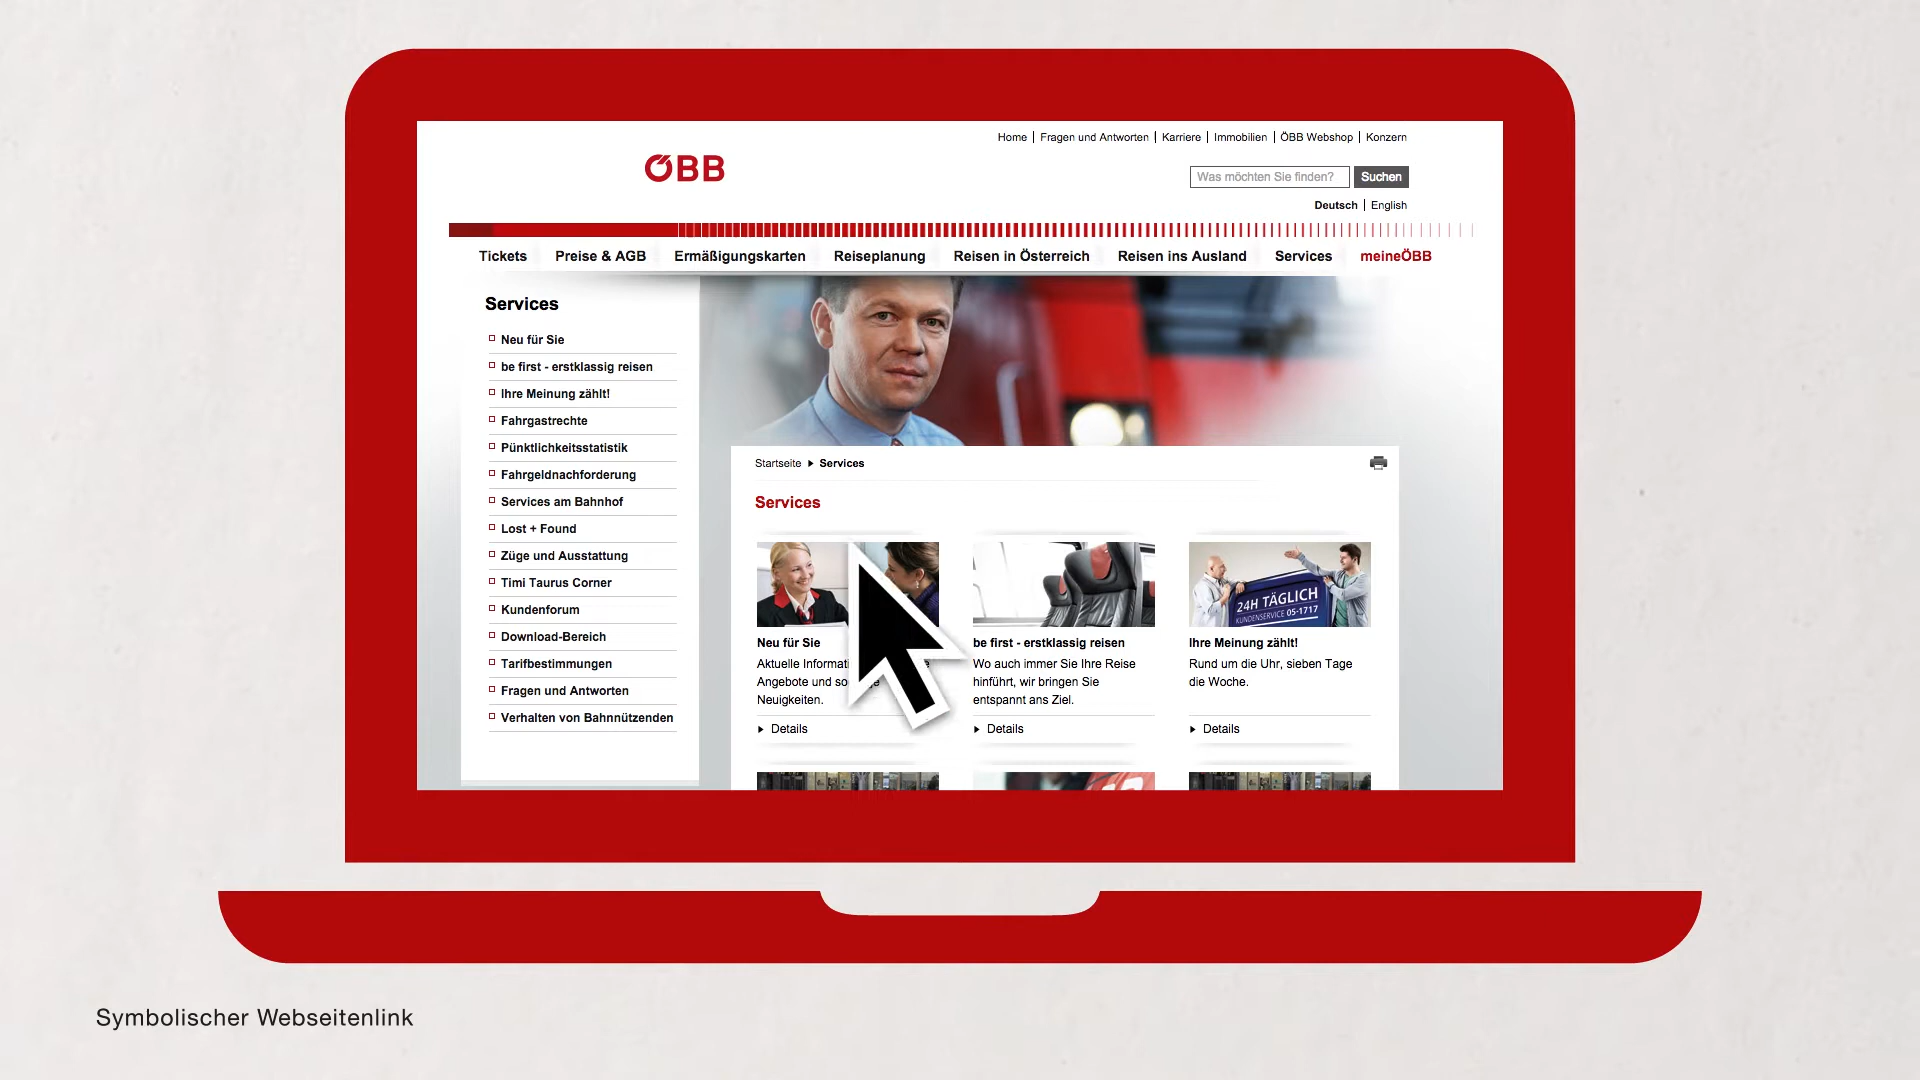 Home | Fragen und Antworten | Karriere | Immobilien | ÖBB Webshop | Konzern
ÖBB
Was möchten Sie finden? Suchen
Deutsch | English
Tickets Preise & AGB Ermäßigungskarten Reiseplanung Reisen in Österreich Reisen ins Ausland Services meineÖBB
Services
Neu für Sie
be first - erstklassig reisen
Ihre Meinung zählt!
Fahrgastrechte
Pünktlichkeitsstatistik
Fahrgeldnachforderung
Services am Bahnhof
Lost + Found
Züge und Ausstattung
Timi Taurus Corner
Kundenforum
Download-Bereich
Tarifbestimmungen
Fragen und Antworten
Verhalten von Bahnnützenden
Startseite Services
Services
Neu für Sie
Aktuelle
Angebote und
Neuigkeiten.
Details
be first - erstklassig reisen
Wo auch immer Sie Ihre Reise
hinführt, wir bringen Sie
entspannt ans Ziel.
Details
24H TÄGLICH
KUNDENSERVICE 05-1717
Ihre Meinung zählt!
Rund um die Uhr, sieben Tage
die Woche.
Details
Symbolischer Webseitenlink